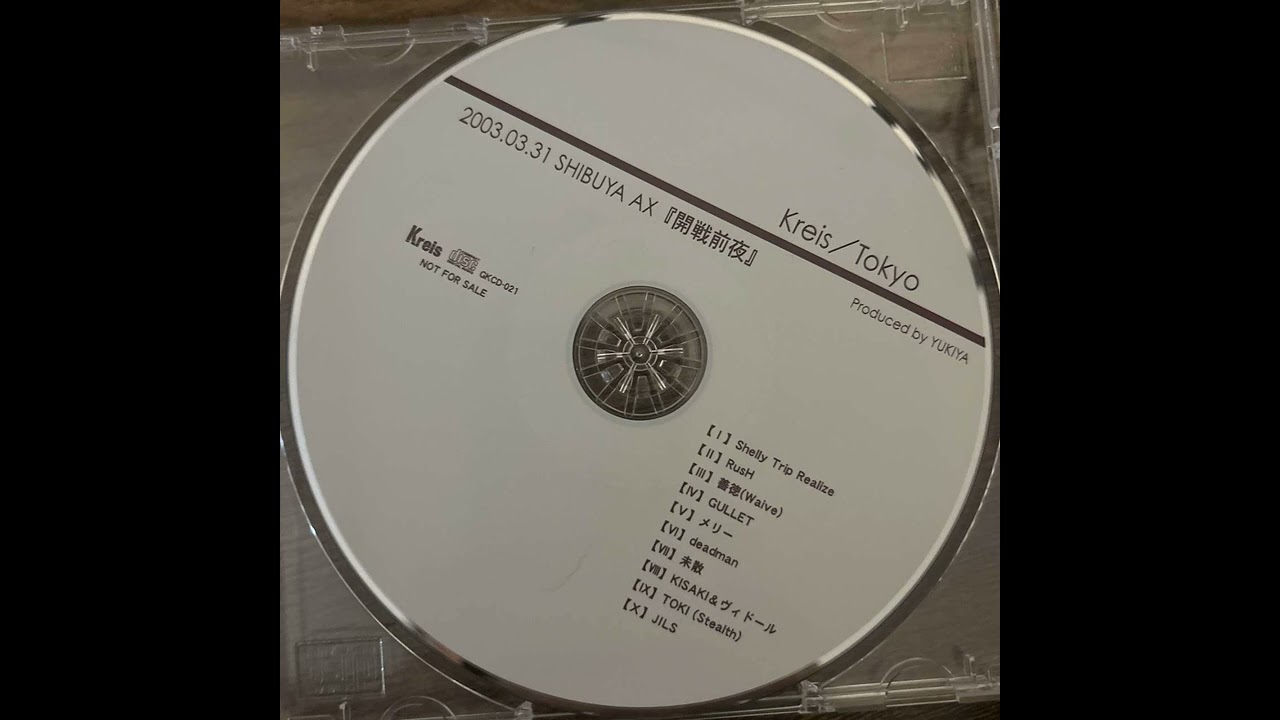 Kreis／Tokyo
2003.03.31 SHIBUYA AX『開戦前夜』
Produced by YUKIYA
Kreis DISC GKCD-021
NOT FOR SALE
【Ⅰ】Shelly Trip Realize
【Ⅱ】RusH
【Ⅲ】善徳(Waive)
【Ⅳ】GULLET
【Ⅴ】メリー
【Ⅵ】deadman
【Ⅶ】未散
【Ⅷ】KISAKI＆ヴィドール
【Ⅸ】TOKI (Stealth)
【Ⅹ】JILS